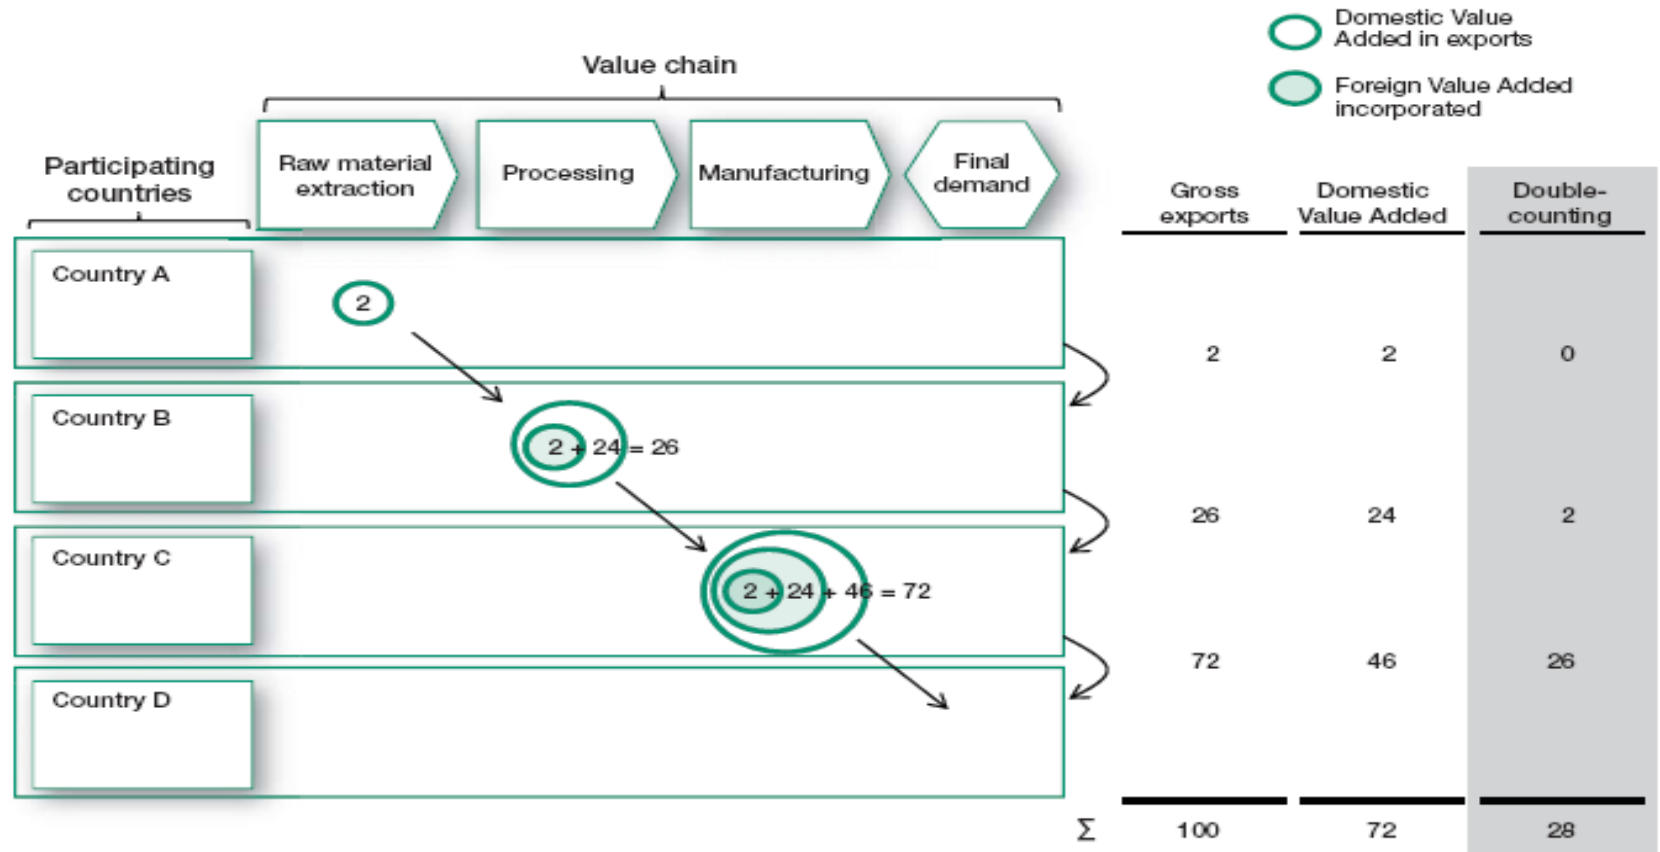 Domestic Value
Added in exports
Foreign Value Added
incorporated
Value chain
Participating
countries
Raw material
extraction
Processing
Manufacturing
Final
demand
Gross
exports
Domestic
Value Added
Double-
counting
Country A
2
2 2 0
Country B
2 + 24 = 26
26 24 2
Country C
2 + 24 + 46 = 72
72 46 26
Country D
Σ 100 72 28